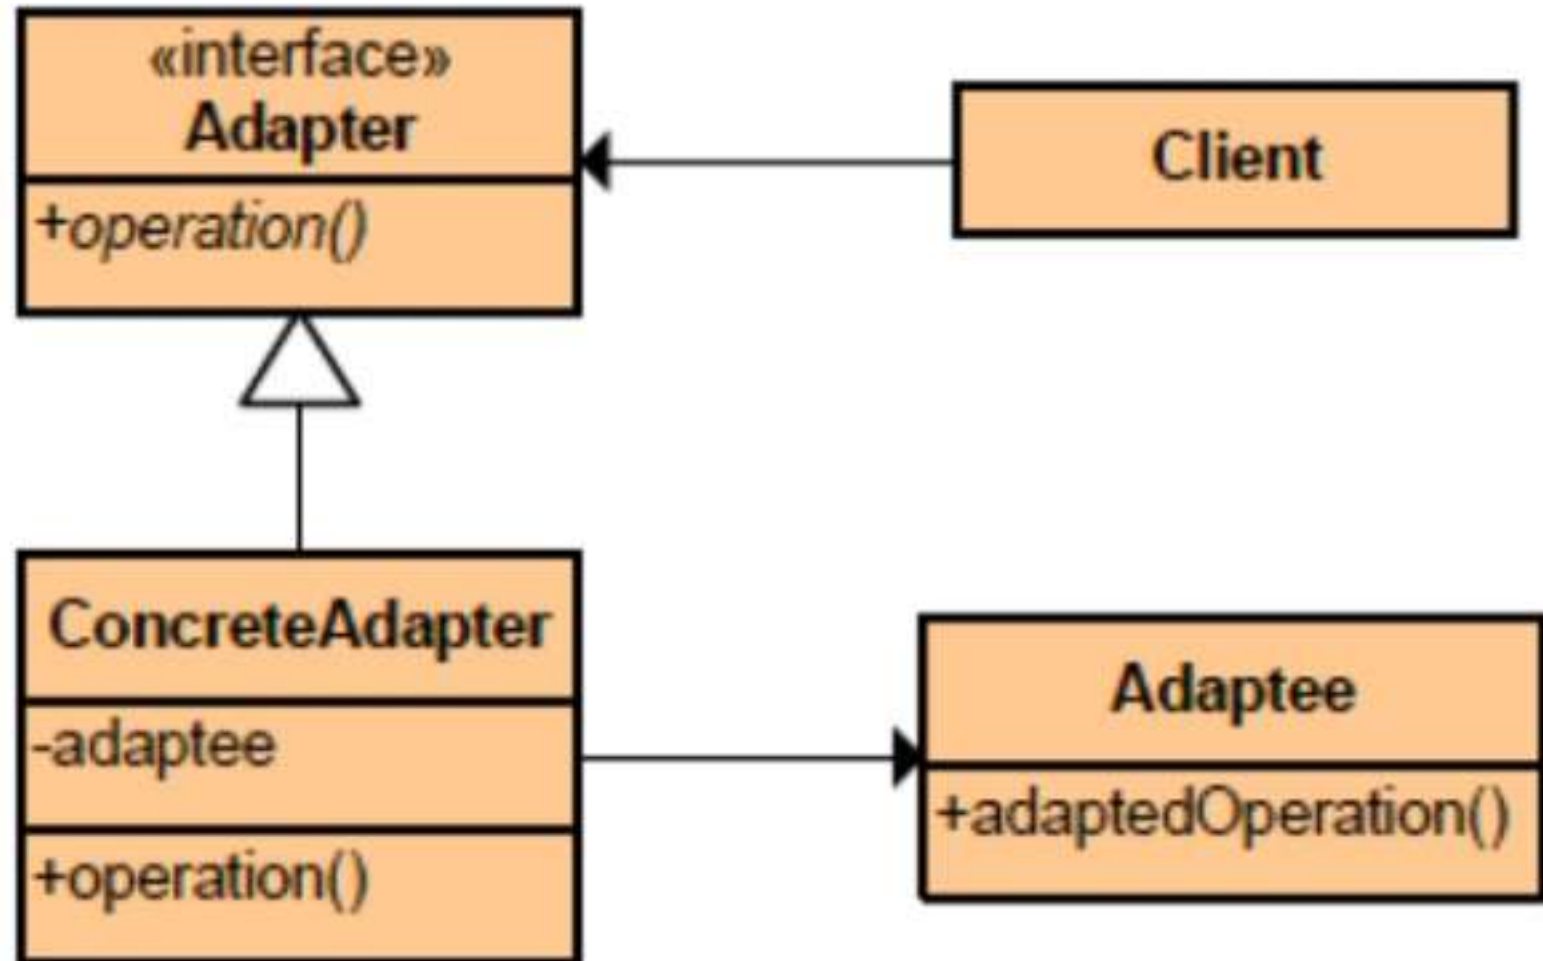 «interface»
Adapter
+operation()
Client
ConcreteAdapter
-adaptee
+operation()
Adaptee
+adaptedOperation()